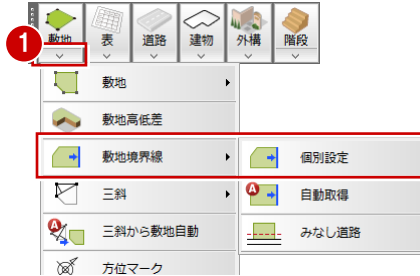 敷地 表 道路 建物 外構 階段
1
敷地
敷地高低差
敷地境界線
個別設定
三斜
A 自動取得
A 三斜から敷地自動
みなし道路
方位マーク